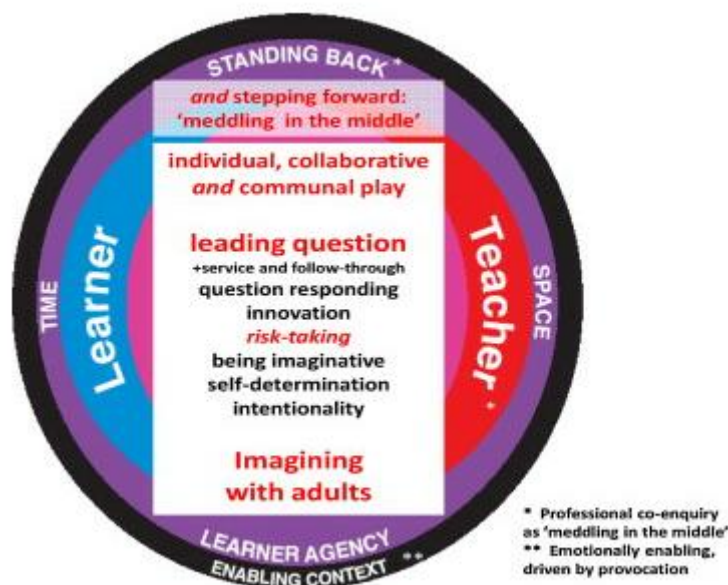 STANDING BACK *
and stepping forward:
'meddling in the middle'
individual, collaborative
and communal play
leading question
+service and follow-through
question responding
innovation
risk-taking
being imaginative
self-determination
intentionality
Imagining
with adults
Learner
Teacher *
TIME
SPACE
LEARNER AGENCY
ENABLING CONTEXT **
* Professional co-enquiry
as 'meddling in the middle'
** Emotionally enabling,
driven by provocation